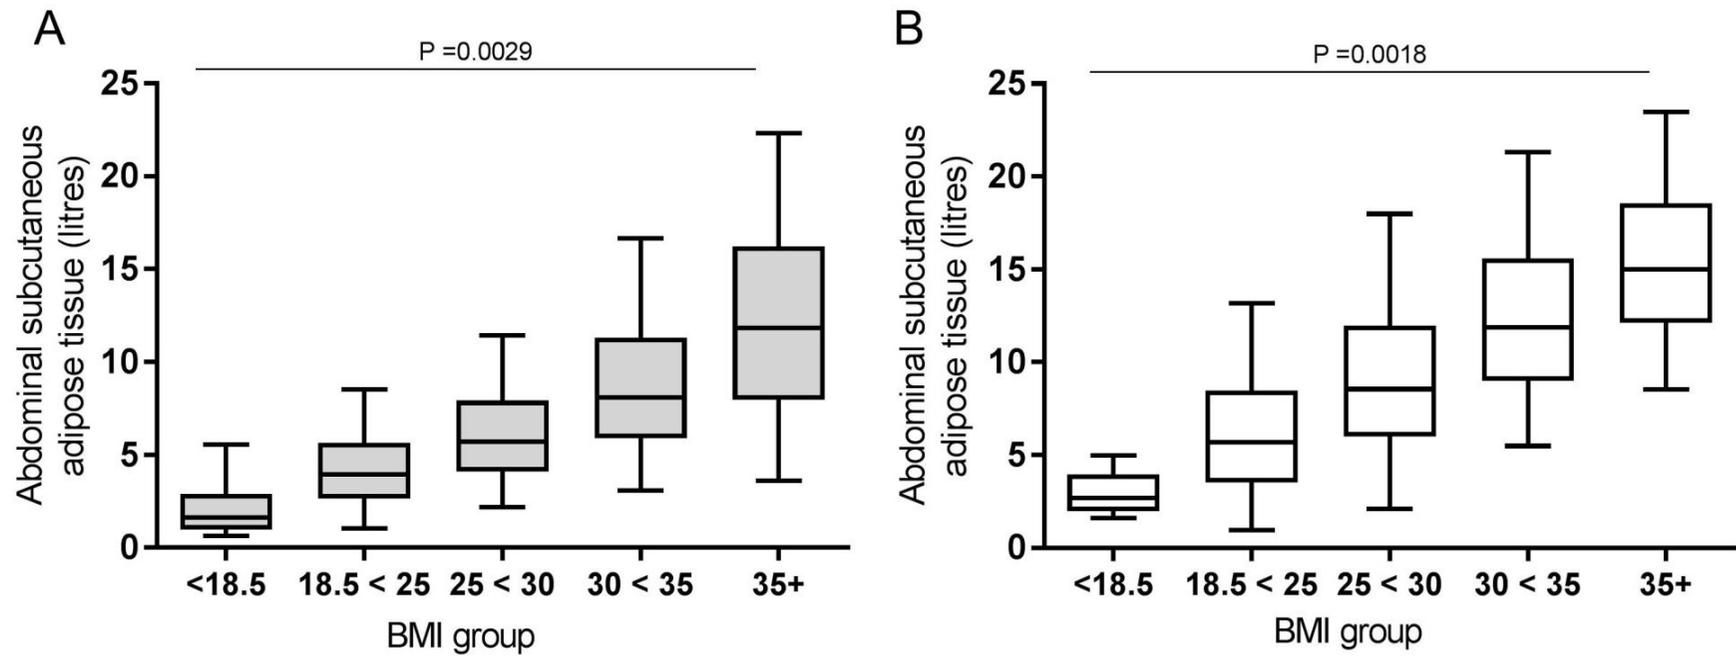 A
P =0.0029
Abdominal subcutaneous
adipose tissue (litres)
25
20
15
10
5
0
<18.5
18.5 < 25
25 < 30
30 < 35
35+
BMI group
B
P =0.0018
Abdominal subcutaneous
adipose tissue (litres)
25
20
15
10
5
0
<18.5
18.5 < 25
25 < 30
30 < 35
35+
BMI group